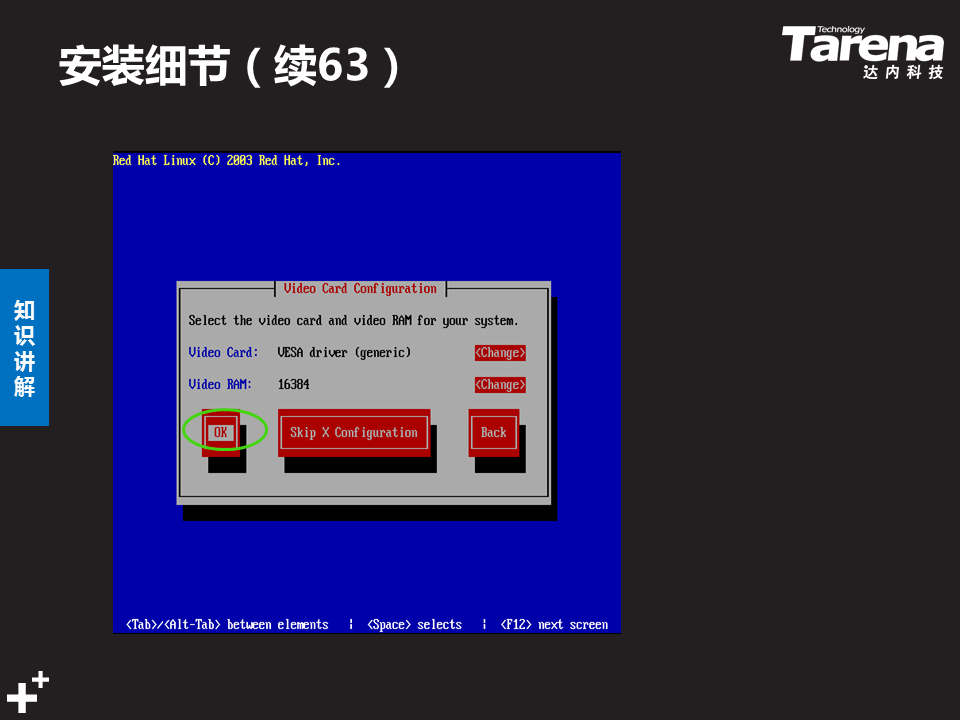 安装细节（续63）
Technology
Tarena
达内科技
知识讲解
Red Hat Linux (C) 2003 Red Hat, Inc.
Video Card Configuration
Select the video card and video RAM for your system.
Video Card: VESA driver (generic) <Change>
Video RAM: 16384 <Change>
OK Skip X Configuration Back
<Tab>/<Alt-Tab> between elements | <Space> selects | <F12> next screen